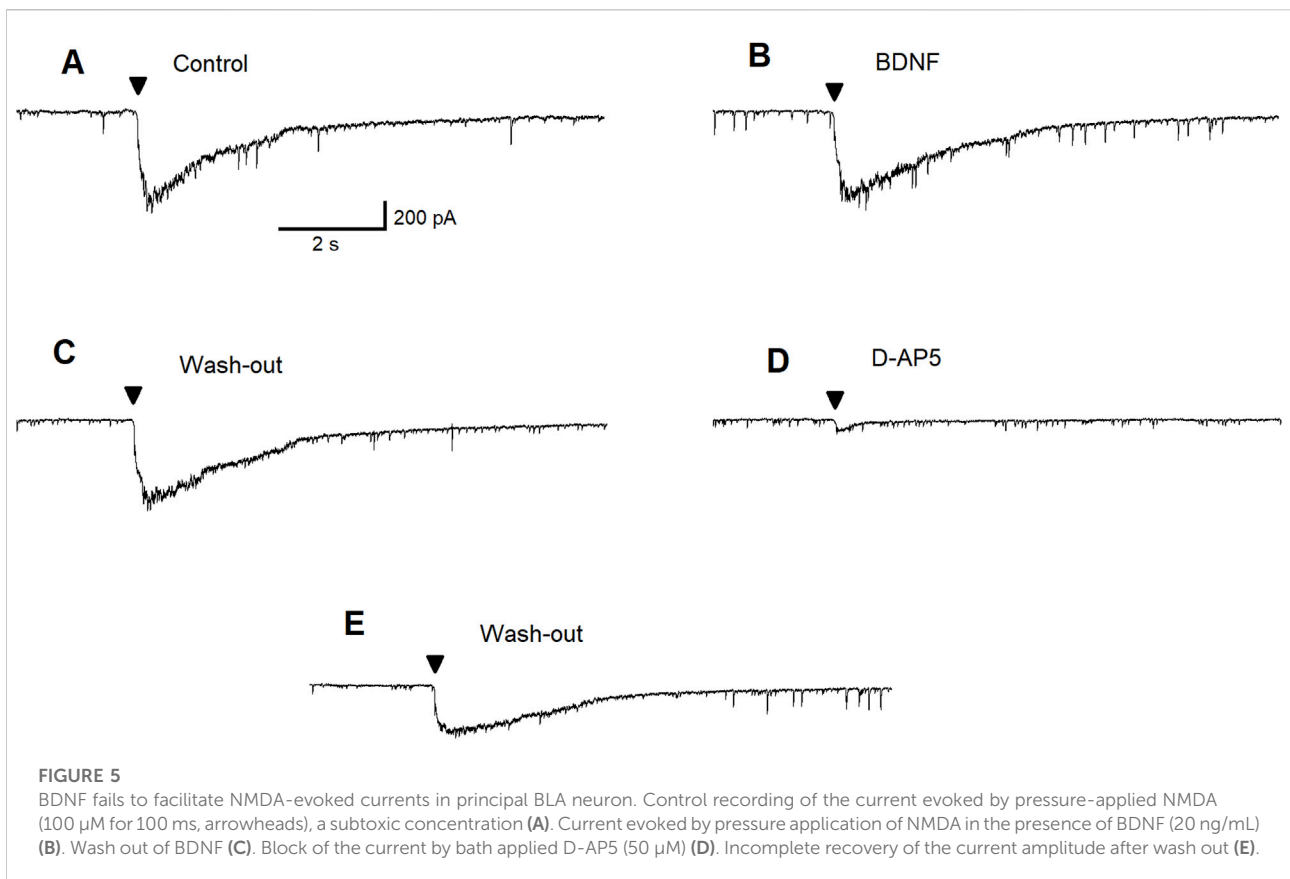 A
Control
B
BDNF
200 pA
2 s
C
Wash-out
D
D-AP5
E
Wash-out
FIGURE 5
BDNF fails to facilitate NMDA-evoked currents in principal BLA neuron. Control recording of the current evoked by pressure-applied NMDA
(100 µM for 100 ms, arrowheads), a subtoxic concentration (A). Current evoked by pressure application of NMDA in the presence of BDNF (20 ng/mL)
(B). Wash out of BDNF (C). Block of the current by bath applied D-AP5 (50 µM) (D). Incomplete recovery of the current amplitude after wash out (E).